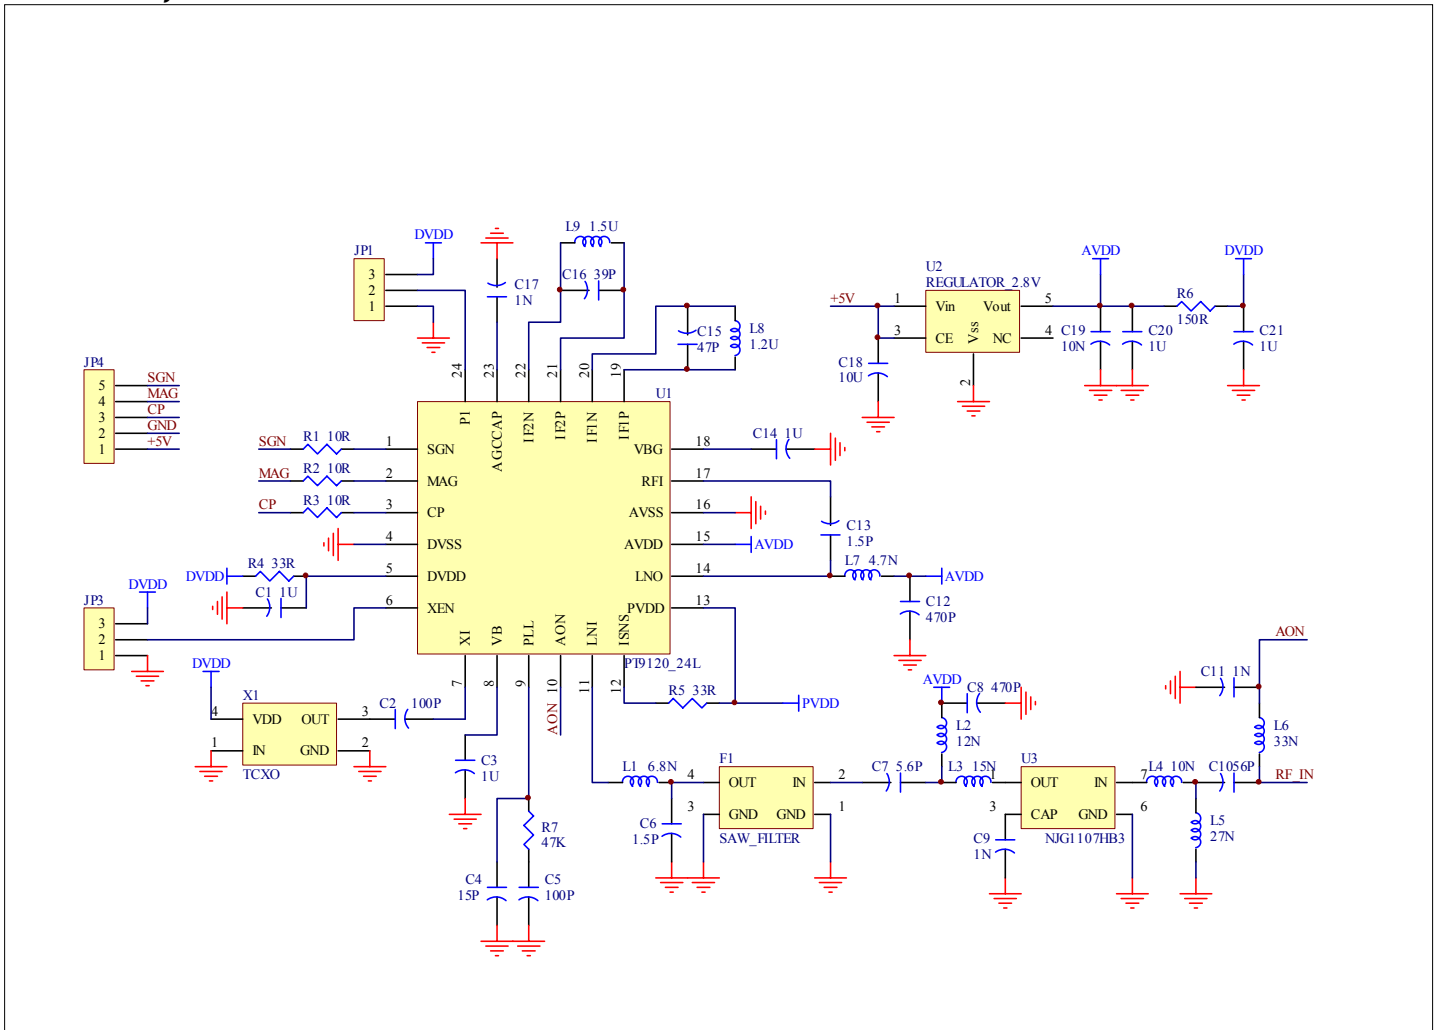 L9 1.5U
DVDD
JP1
3
2
1
C17
1N
C16 39P
C15
47P
L8
1.2U
U2
REGULATOR_2.8V
+5V
1
Vin
Vout
5
3
CE
Vss
NC
4
2
C18
10U
AVDD
DVDD
R6
150R
C19
10N
C20
1U
C21
1U
JP4
5
SGN
4
MAG
3
CP
2
GND
1
+5V
24
23
22
21
20
19
U1
PI
AGCCAP
IF2N
IF2P
IF1N
IF1P
SGN
R1 10R
1
SGN
VBG
18
C14 1U
MAG
R2 10R
2
MAG
RFI
17
CP
R3 10R
3
CP
AVSS
16
C13
1.5P
4
DVSS
AVDD
15
AVDD
DVDD
R4 33R
5
DVDD
LNO
14
L7 4.7N
AVDD
C1 1U
C12
470P
6
XEN
PVDD
13
DVDD
JP3
3
2
1
XI
VB
PLL
AON
LNI
ISNS
PT9120_24L
7
8
9
10
11
12
AON
R5 33R
PVDD
DVDD
X1
4
VDD
OUT
3
1
IN
GND
2
TCXO
C2 100P
C3
1U
R7
47K
C4
15P
C5
100P
L1 6.8N
C6
1.5P
F1
4
OUT
IN
2
3
GND
GND
1
SAW_FILTER
C7 5.6P
AVDD
C8 470P
L2
12N
L3 15N
U3
1
OUT
IN
7
3
CAP
GND
6
NJG1107HB3
C9
1N
L4 10N
C10 56P
L5
27N
C11 1N
AON
L6
33N
RF_IN